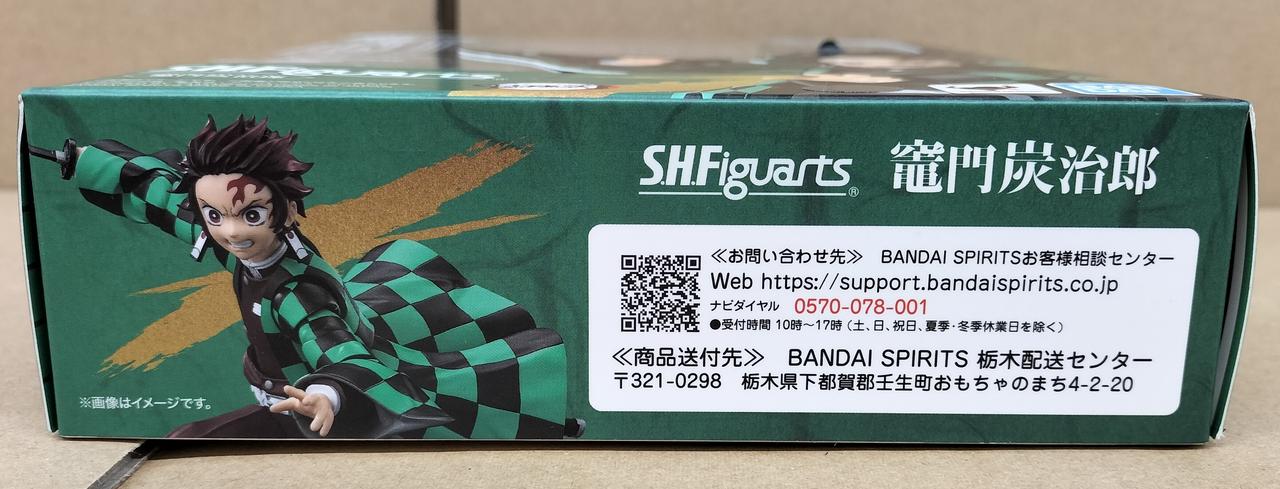 S.H.Figuarts
S.H.Figuarts® 竈門炭治郎
≪お問い合わせ先≫ BANDAI SPIRITSお客様相談センター
Web https://support.bandaispirits.co.jp
ナビダイヤル 0570-078-001
●受付時間 10時～17時(土、日、祝日、夏季・冬季休業日を除く)
≪商品送付先≫ BANDAI SPIRITS 栃木配送センター
〒321-0298 栃木県下都賀郡壬生町おもちゃのまち4-2-20
※画像はイメージです。